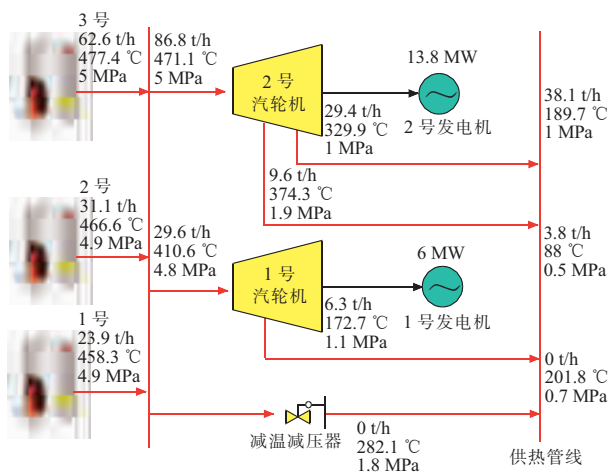 3 号
62.6 t/h
477.4 ℃
5 MPa
86.8 t/h
471.1 ℃
5 MPa
2 号
汽轮机
13.8 MW
2 号发电机
29.4 t/h
329.9 ℃
1 MPa
9.6 t/h
374.3 ℃
1.9 MPa
38.1 t/h
189.7 ℃
1 MPa
2 号
31.1 t/h
466.6 ℃
4.9 MPa
29.6 t/h
410.6 ℃
4.8 MPa
1 号
汽轮机
6 MW
1 号发电机
6.3 t/h
172.7 ℃
1.1 MPa
3.8 t/h
88 ℃
0.5 MPa
1 号
23.9 t/h
458.3 ℃
4.9 MPa
0 t/h
201.8 ℃
0.7 MPa
减温减压器
0 t/h
282.1 ℃
1.8 MPa
供热管线